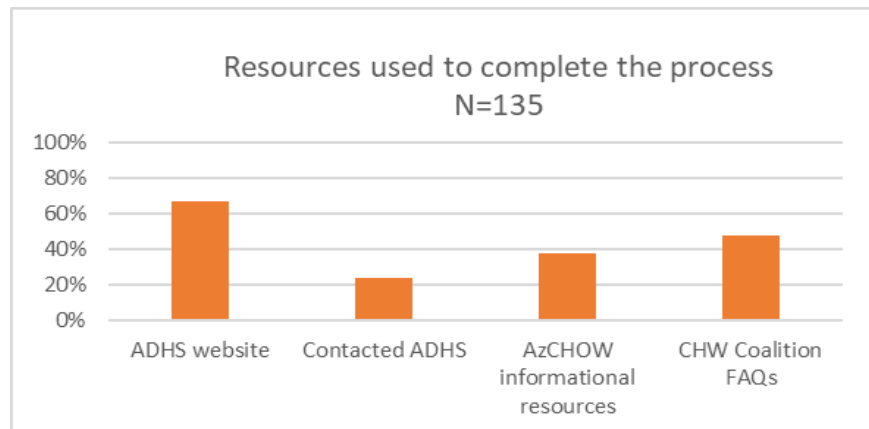 Resources used to complete the process
N=135
100%
80%
60%
40%
20%
0%
ADHS website
Contacted ADHS
AzCHOW
informational
resources
CHW Coalition
FAQs